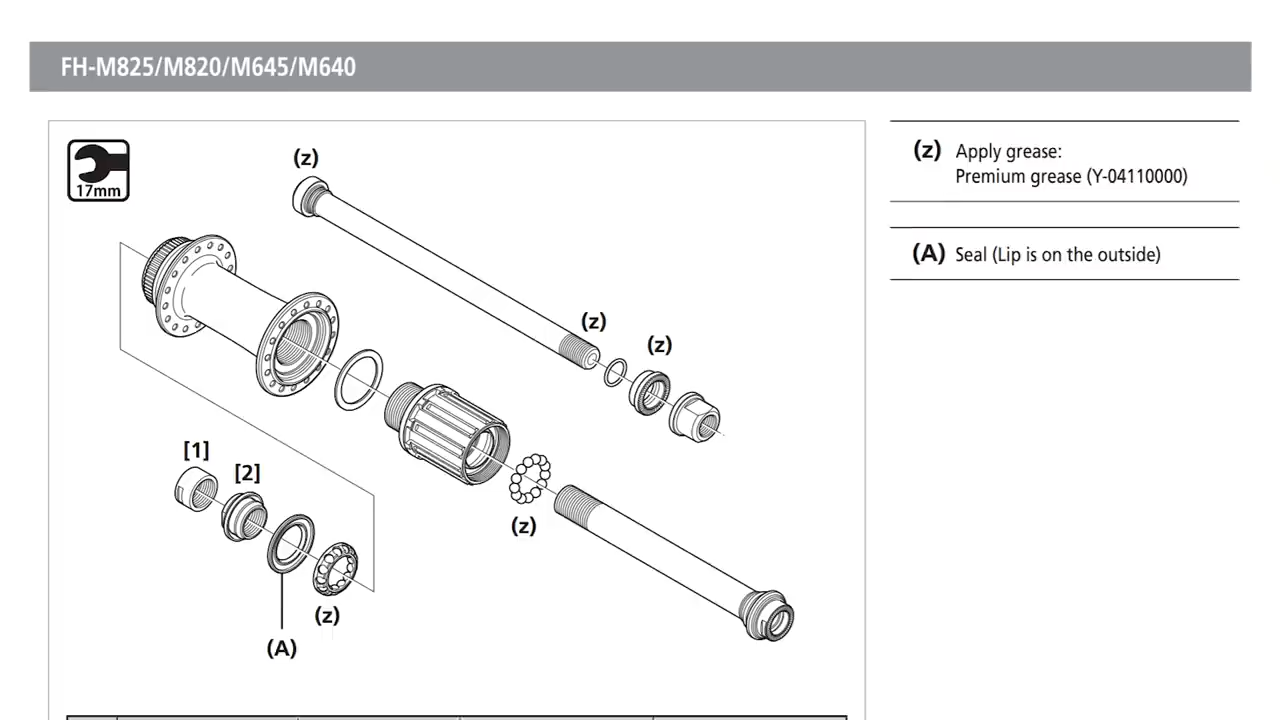 FH-M825/M820/M645/M640
17mm
(z)
(z)
(z)
[1]
[2]
(z)
(z)
(A)
(z) Apply grease:
Premium grease (Y-04110000)
(A) Seal (Lip is on the outside)